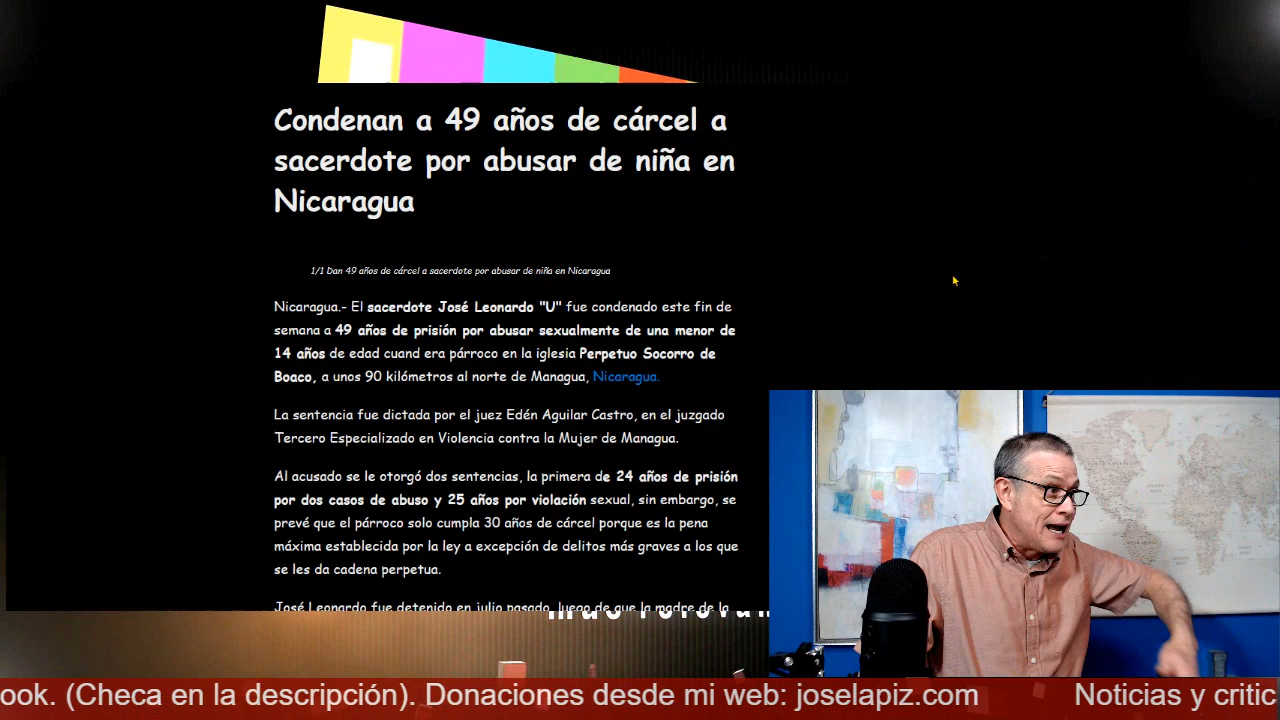 Condenan a 49 años de cárcel a
sacerdote por abusar de niña en
Nicaragua
1/1 Dan 49 años de cárcel a sacerdote por abusar de niña en Nicaragua
Nicaragua.- El sacerdote José Leonardo "U" fue condenado este fin de
semana a 49 años de prisión por abusar sexualmente de una menor de
14 años de edad cuand era párroco en la iglesia Perpetuo Socorro de
Boaco, a unos 90 kilómetros al norte de Managua, Nicaragua.
La sentencia fue dictada por el juez Edén Aguilar Castro, en el juzgado
Tercero Especializado en Violencia contra la Mujer de Managua.
Al acusado se le otorgó dos sentencias, la primera de 24 años de prisión
por dos casos de abuso y 25 años por violación sexual, sin embargo, se
prevé que el párroco solo cumpla 30 años de cárcel porque es la pena
máxima establecida por la ley a excepción de delitos más graves a los que
se les da cadena perpetua.
José Leonardo fue detenido en julio pasado, luego de que la madre de la
ook. (Checa en la descripción). Donaciones desde mi web: joselapiz.com Noticias y critic